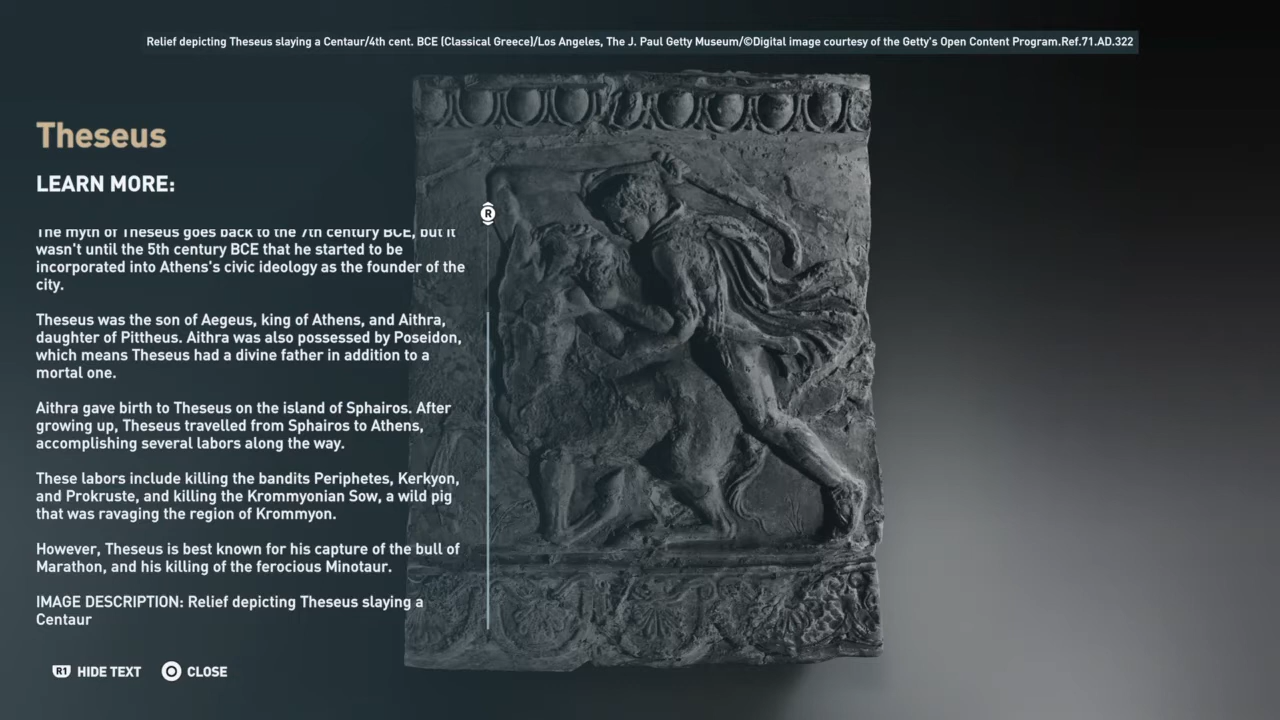 Relief depicting Theseus slaying a Centaur/4th cent. BCE (Classical Greece)/Los Angeles, The J. Paul Getty Museum/©Digital image courtesy of the Getty's Open Content Program.Ref.71.AD.322
Theseus
LEARN MORE:
The myth of Theseus goes back to the 7th century BCE, but it
wasn't until the 5th century BCE that he started to be
incorporated into Athens's civic ideology as the founder of the
city.
Theseus was the son of Aegeus, king of Athens, and Aithra,
daughter of Pittheus. Aithra was also possessed by Poseidon,
which means Theseus had a divine father in addition to a
mortal one.
Aithra gave birth to Theseus on the island of Sphairos. After
growing up, Theseus travelled from Sphairos to Athens,
accomplishing several labors along the way.
These labors include killing the bandits Periphetes, Kerkyon,
and Prokruste, and killing the Krommyonian Sow, a wild pig
that was ravaging the region of Krommyon.
However, Theseus is best known for his capture of the bull of
Marathon, and his killing of the ferocious Minotaur.
IMAGE DESCRIPTION: Relief depicting Theseus slaying a
Centaur
R
R1 HIDE TEXT CLOSE